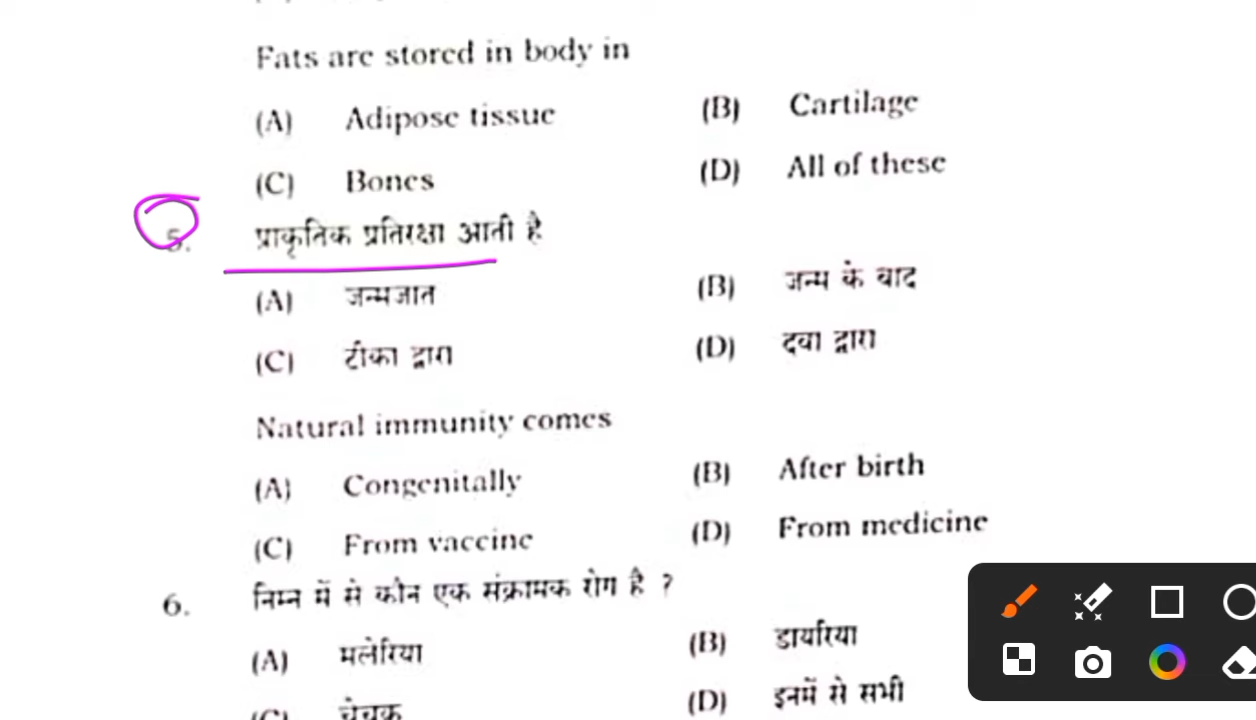 Fats are stored in body in
(A) Adipose tissue (B) Cartilage
(C) Bones (D) All of these
5. प्राकृतिक प्रतिरक्षा आती है
(A) जन्मजात (B) जन्म के बाद
(C) टीका द्वारा (D) दवा द्वारा
Natural immunity comes
(A) Congenitally (B) After birth
(C) From vaccine (D) From medicine
6. निम्न में से कौन एक संक्रामक रोग है ?
(A) मलेरिया (B) डायरिया
(C) चेचक (D) इनमें से सभी